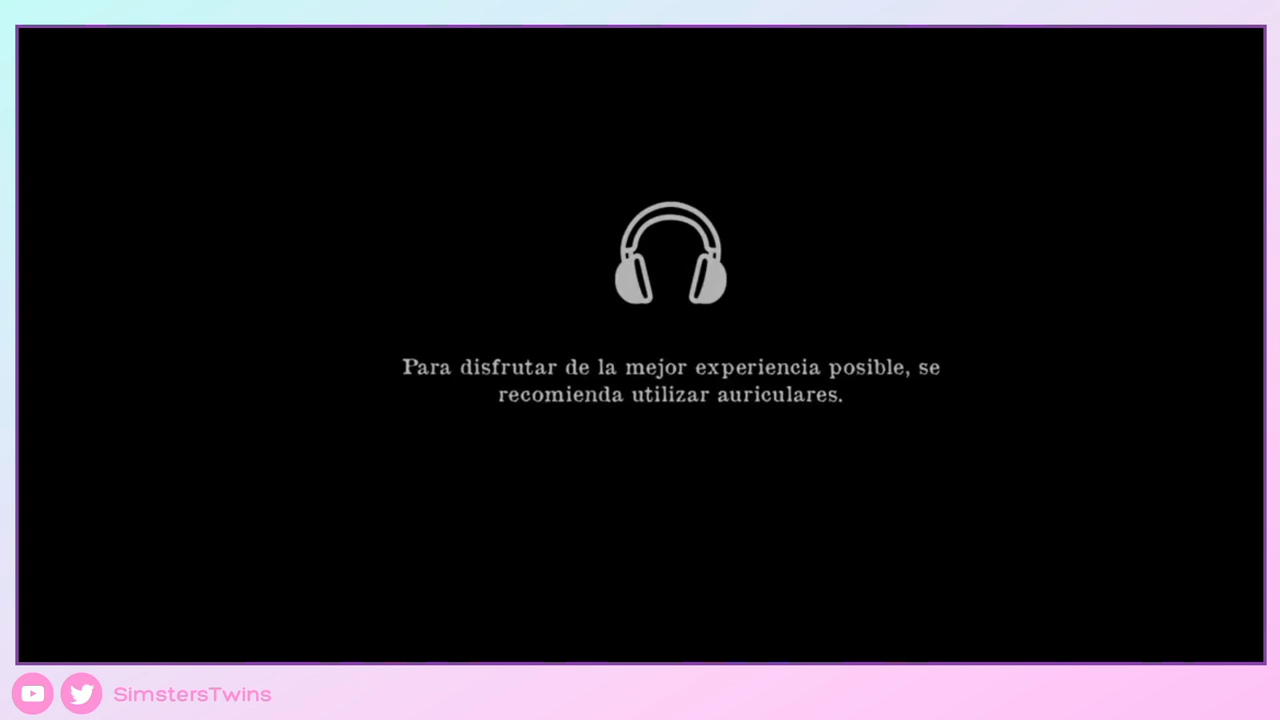 Para disfrutar de la mejor experiencia posible, se
recomienda utilizar auriculares.
SimstersTwins